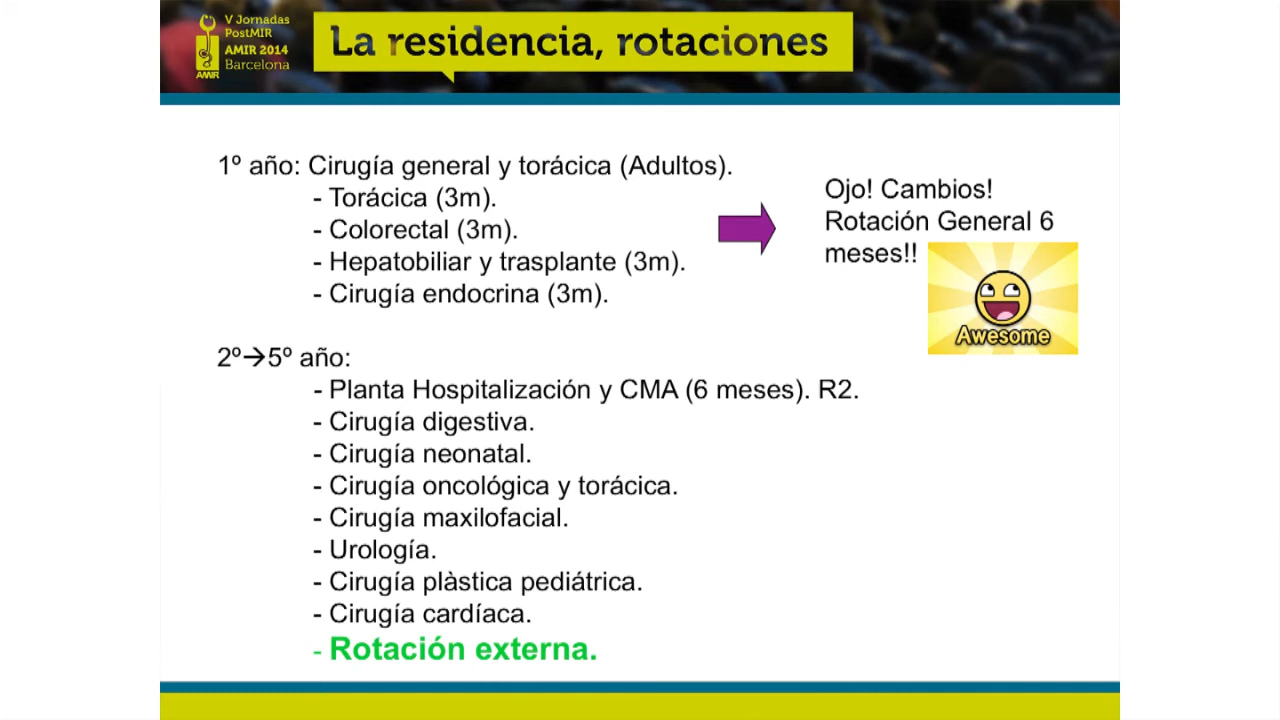 V Jornadas
PostMIR
AMIR 2014
Barcelona
AMIR
La residencia, rotaciones
1º año: Cirugía general y torácica (Adultos).
- Torácica (3m).
- Colorectal (3m).
- Hepatobiliar y trasplante (3m).
- Cirugía endocrina (3m).
Ojo! Cambios!
Rotación General 6
meses!!
Awesome
2º→5º año:
- Planta Hospitalización y CMA (6 meses). R2.
- Cirugía digestiva.
- Cirugía neonatal.
- Cirugía oncológica y torácica.
- Cirugía maxilofacial.
- Urología.
- Cirugía plàstica pediátrica.
- Cirugía cardíaca.
- Rotación externa.